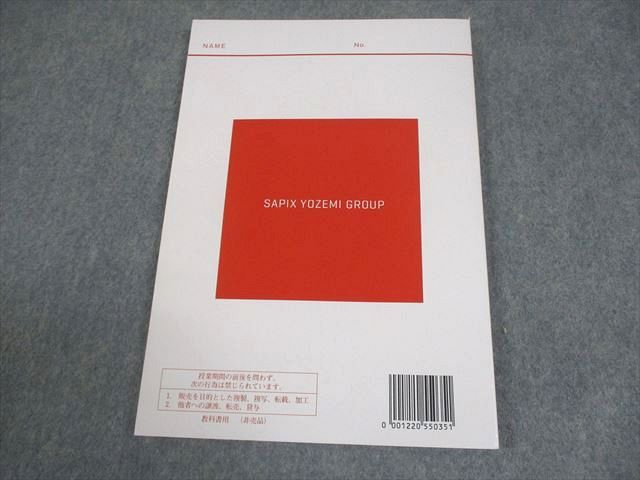 NAME No.
SAPIX YOZEMI GROUP
授業期間の前後を問わず、
次の行為は禁じられています。
1. 販売を目的とした複製、複写、転載、加工
2. 他者への譲渡、転売、貸与
教科書用 （非売品）
0 001220 550351